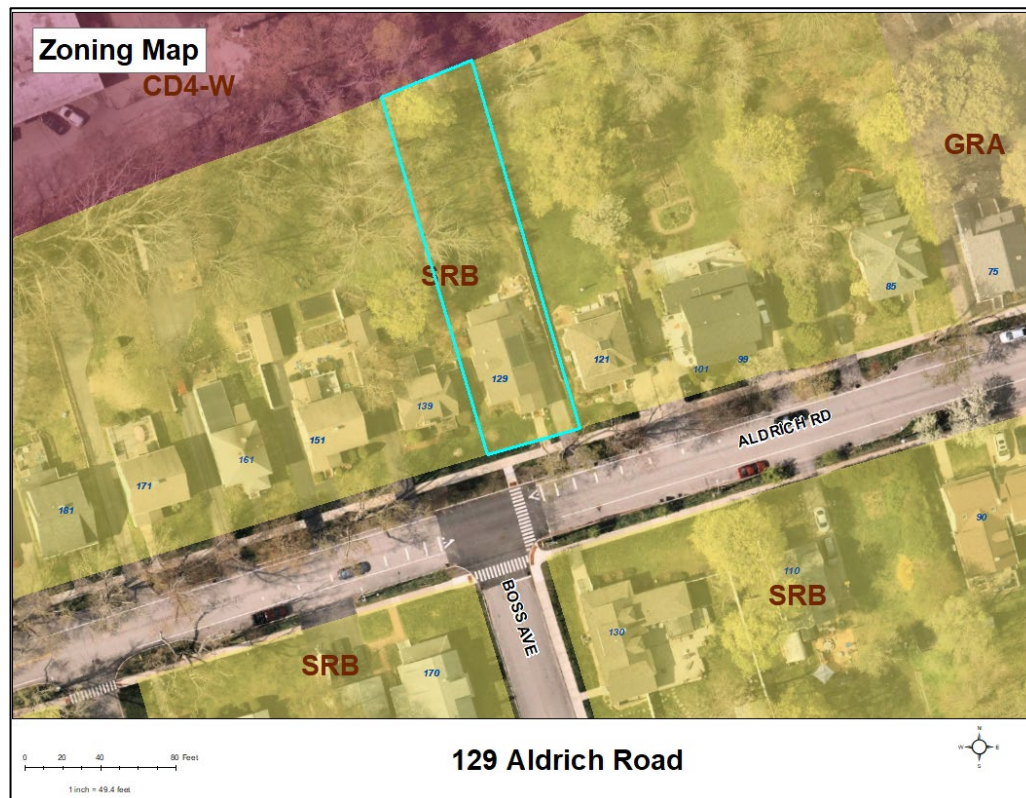 Zoning Map
CD4-W
GRA
SRB
75
85
121
101
99
129
139
151
161
171
181
ALDRICH RD
90
110
SRB
130
BOSS AVE
SRB
170
129 Aldrich Road
0 20 40 80 Feet
1 inch = 49.4 feet
N
W E
S